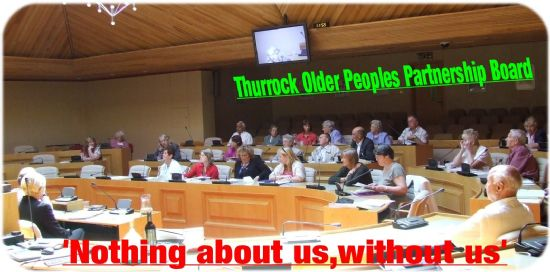 Thurrock Older Peoples Partnership Board
'Nothing about us,without us'